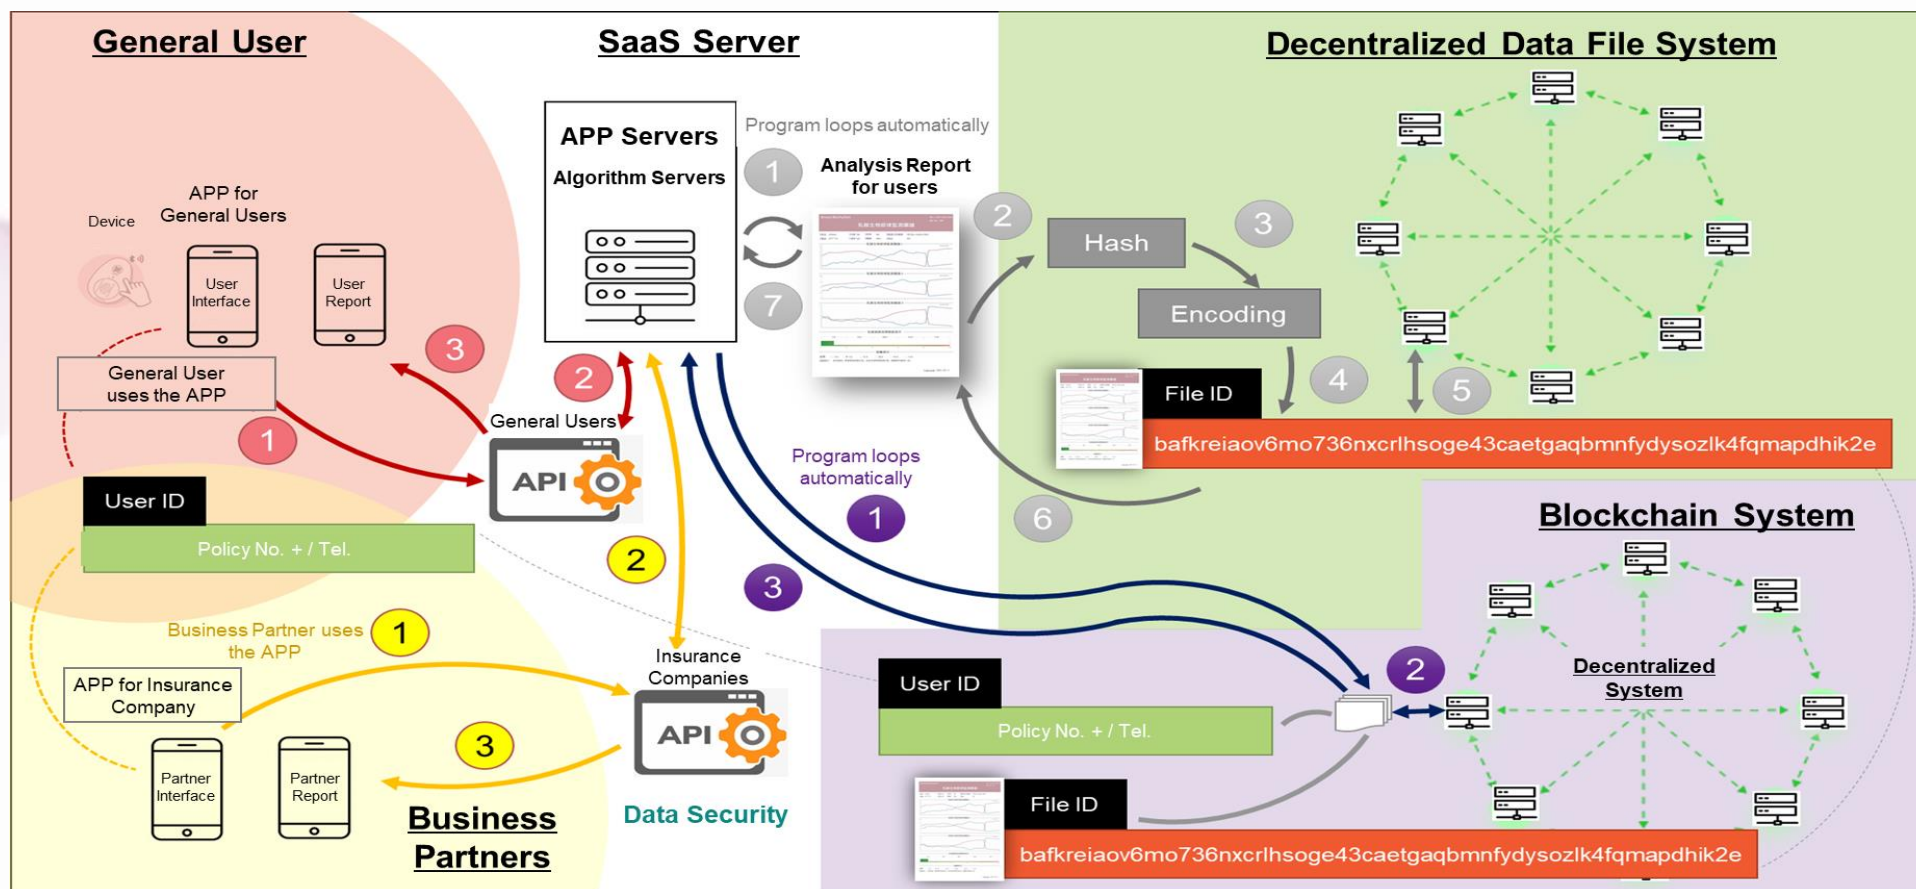 General User
SaaS Server
Decentralized Data File System
APP Servers
Algorithm Servers
Program loops automatically
1
Analysis Report
for users
2
Hash
3
Encoding
7
4
5
File ID
bafkreiaov6mo736nxcrlhsoge43caetgaqbmnfydysozlk4fqmapdhik2e
6
APP for
General Users
Device
User
Interface
User
Report
3
General User
uses the APP
1
2
General Users
API
User ID
Policy No. + / Tel.
Program loops
automatically
1
2
3
Business Partner uses
the APP
1
APP for Insurance
Company
Insurance
Companies
API
3
Partner
Interface
Partner
Report
Business
Partners
Data Security
Blockchain System
Decentralized
System
2
User ID
Policy No. + / Tel.
File ID
bafkreiaov6mo736nxcrlhsoge43caetgaqbmnfydysozlk4fqmapdhik2e